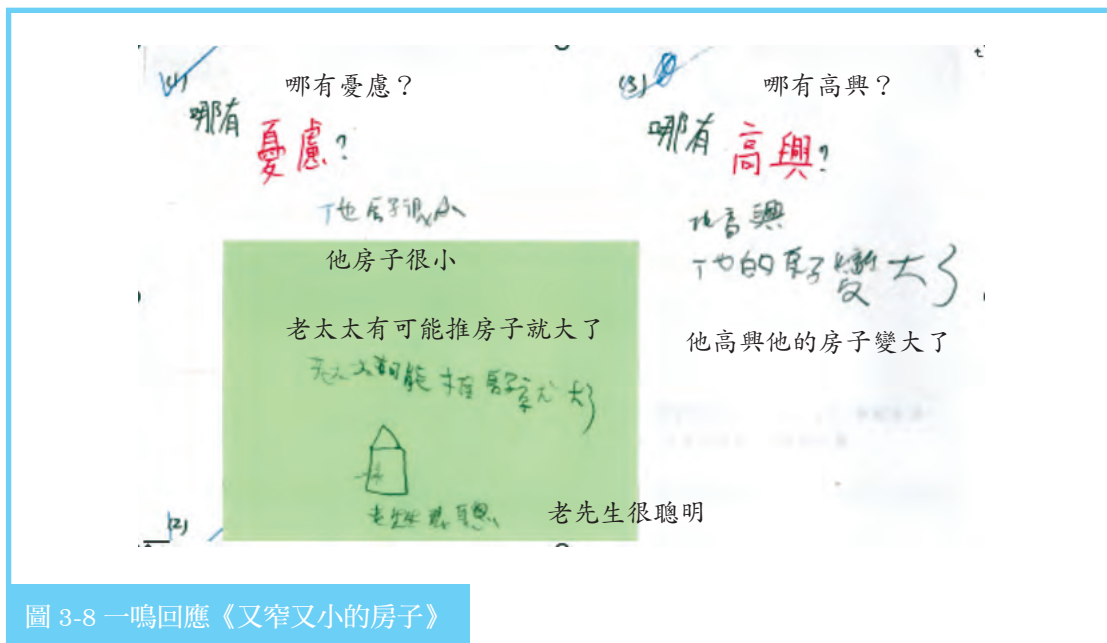 (4)
哪有憂慮？
哪有
憂慮?
他房子很小
他房子很小
老太太有可能推房子就大了
老太太有可能推房子就大了
老先生很聰
老先生很聰明
(2)
(3)
哪有高興？
哪有
高興?
他高興
他的房子變大了
他高興他的房子變大了
圖 3-8 一鳴回應《又窄又小的房子》